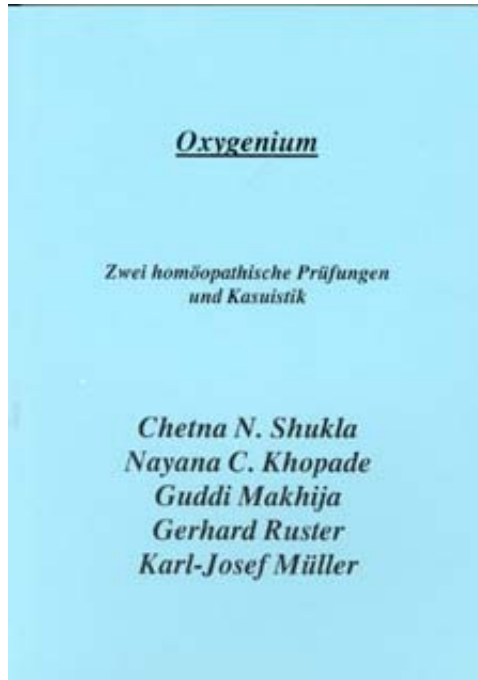 Oxygenium
Zwei homöopathische Prüfungen
und Kasuistik
Chetna N. Shukla
Nayana C. Khopade
Guddi Makhija
Gerhard Ruster
Karl-Josef Müller